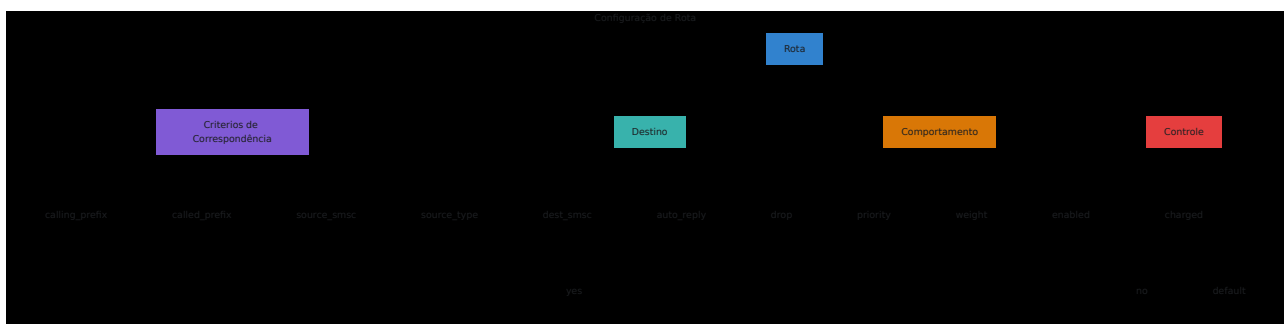 Configuração de Rota
Rota
Criterios de
Correspondência
Destino
Comportamento
Controle
calling_prefix
called_prefix
source_smsc
source_type
dest_smsc
auto_reply
drop
priority
weight
enabled
charged
yes
no
default